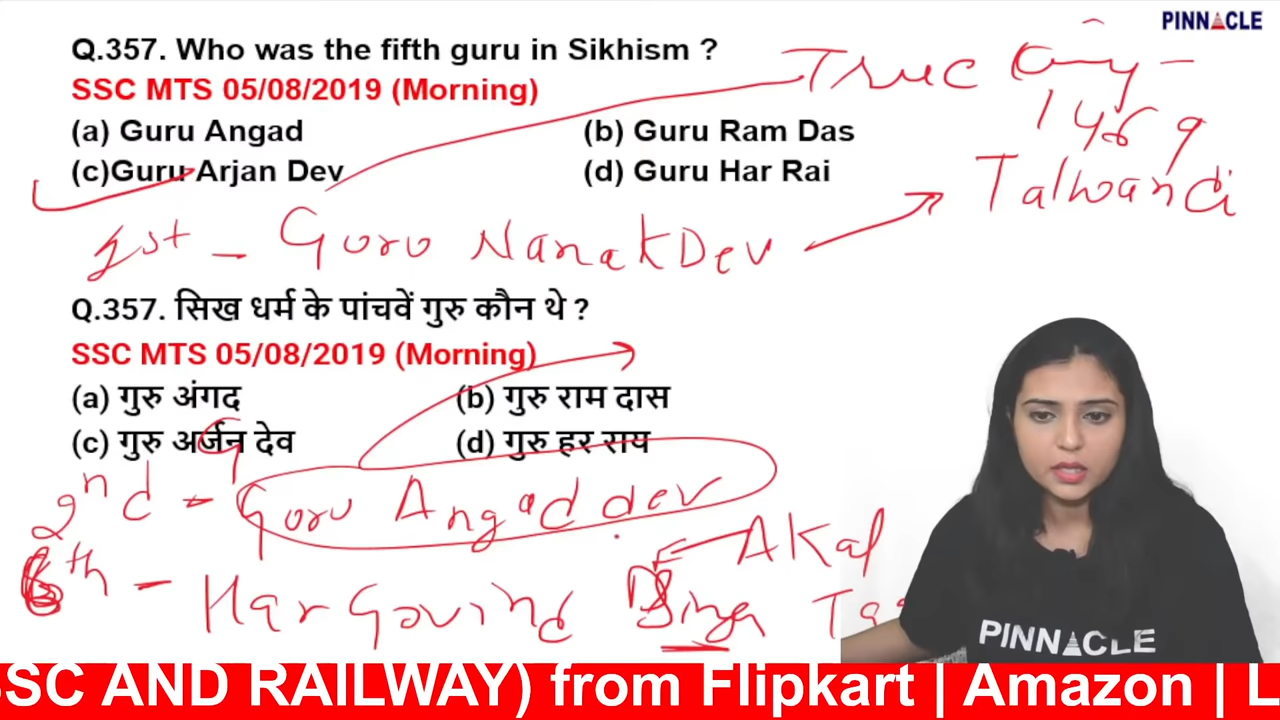 PINNACLE
Q.357. Who was the fifth guru in Sikhism ?
SSC MTS 05/08/2019 (Morning)
(a) Guru Angad (b) Guru Ram Das
(c)Guru Arjan Dev (d) Guru Har Rai
True
1469
Talwandi
1st - Guru Nanak Dev
Q.357. सिख धर्म के पांचवें गुरु कौन थे ?
SSC MTS 05/08/2019 (Morning)
(a) गुरु अंगद (b) गुरु राम दास
(c) गुरु अर्जन देव (d) गुरु हर राय
G
2nd - Guru Angad dev
Akal
6th - Har Govind
PINNACLE
SSC AND RAILWAY) from Flipkart | Amazon | L